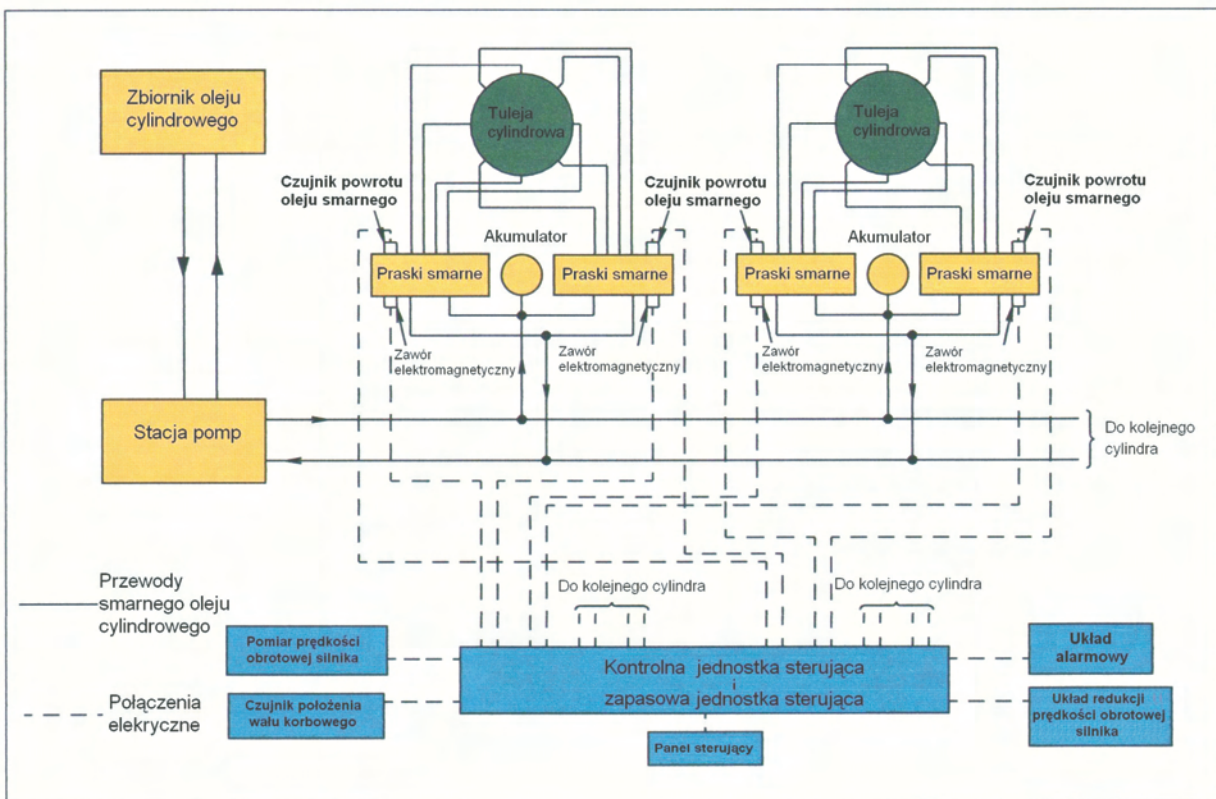 Zbiornik oleju
cylindrowego
Tuleja
cylindrowa
Tuleja
cylindrowa
Czujnik powrotu
oleju smarnego
Czujnik powrotu
oleju smarnego
Czujnik powrotu
oleju smarnego
Akumulator
Akumulator
Praski smarne
Praski smarne
Praski smarne
Praski smarne
Zawór
elektromagnetyczny
Zawór
elektromagnetyczny
Zawór
elektromagnetyczny
Zawór
elektromagnetyczny
Stacja pomp
Do kolejnego
cylindra
Przewody
smarnego oleju
cylindrowego
Do kolejnego cylindra
Do kolejnego cylindra
Pomiar prędkości
obrotowej silnika
Kontrolna jednostka sterująca
i
zapasowa jednostka sterująca
Układ
alarmowy
Połączenia
elekryczne
Czujnik położenia
wału korbowego
Układ redukcji
prędkości obrotowej
silnika
Panel sterujący